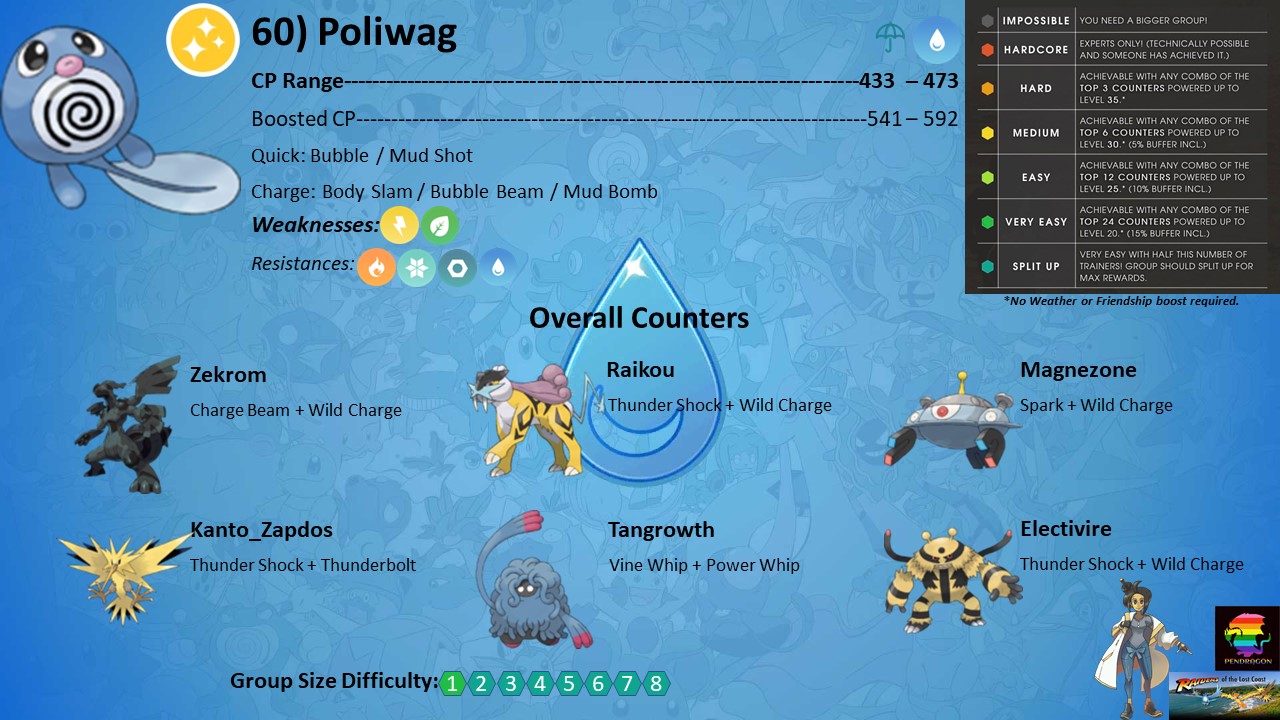 60) Poliwag
CP Range------------------------------------------------------------------------433 – 473
Boosted CP-----------------------------------------------------------------------541 – 592
Quick: Bubble / Mud Shot
Charge: Body Slam / Bubble Beam / Mud Bomb
Weaknesses:
Resistances:
IMPOSSIBLE YOU NEED A BIGGER GROUP!
HARDCORE EXPERTS ONLY! (TECHNICALLY POSSIBLE
AND SOMEONE HAS ACHIEVED IT.)
HARD ACHIEVABLE WITH ANY COMBO OF THE
TOP 3 COUNTERS POWERED UP TO
LEVEL 35.*
MEDIUM ACHIEVABLE WITH ANY COMBO OF THE
TOP 6 COUNTERS POWERED UP TO
LEVEL 30.* (5% BUFFER INCL.)
EASY ACHIEVABLE WITH ANY COMBO OF THE
TOP 12 COUNTERS POWERED UP TO
LEVEL 25.* (10% BUFFER INCL.)
VERY EASY ACHIEVABLE WITH ANY COMBO OF THE
TOP 24 COUNTERS POWERED UP TO
LEVEL 20.* (15% BUFFER INCL.)
SPLIT UP VERY EASY WITH HALF THIS NUMBER OF
TRAINERS! GROUP SHOULD SPLIT UP FOR
MAX REWARDS.
*No Weather or Friendship boost required.
Overall Counters
Zekrom
Charge Beam + Wild Charge
Raikou
Thunder Shock + Wild Charge
Magnezone
Spark + Wild Charge
Kanto_Zapdos
Thunder Shock + Thunderbolt
Tangrowth
Vine Whip + Power Whip
Electivire
Thunder Shock + Wild Charge
Group Size Difficulty: 1 2 3 4 5 6 7 8
PENDRAGON
RAIDERS of the Lost Coast